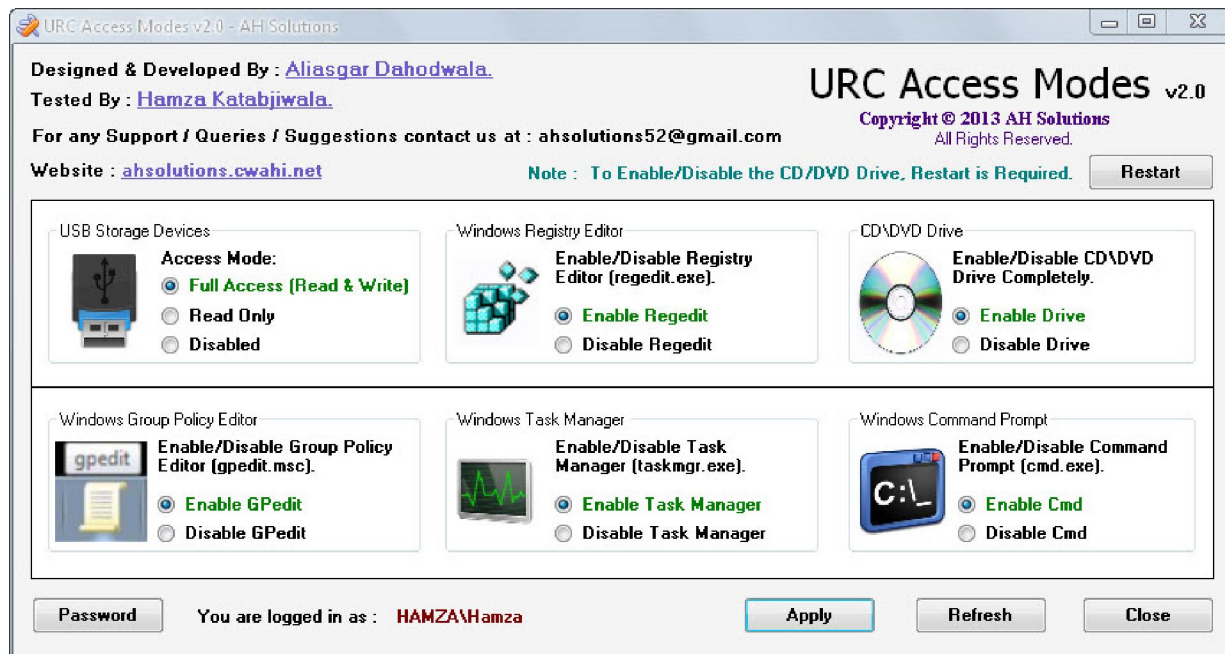 URC Access Modes v2.0 - AH Solutions
Designed & Developed By : Aliasgar Dahodwala.
Tested By : Hamza Katabjiwala.
For any Support / Queries / Suggestions contact us at : ahsolutions52@gmail.com
Website : ahsolutions.cwahi.net
URC Access Modes v2.0
Copyright © 2013 AH Solutions
All Rights Reserved.
Note : To Enable/Disable the CD/DVD Drive, Restart is Required.
Restart
USB Storage Devices
Access Mode:
Full Access (Read & Write)
Read Only
Disabled
Windows Registry Editor
Enable/Disable Registry
Editor (regedit.exe).
Enable Regedit
Disable Regedit
CD\DVD Drive
Enable/Disable CD\DVD
Drive Completely.
Enable Drive
Disable Drive
Windows Group Policy Editor
gpedit
Enable/Disable Group Policy
Editor (gpedit.msc).
Enable GPedit
Disable GPedit
Windows Task Manager
Enable/Disable Task
Manager (taskmgr.exe).
Enable Task Manager
Disable Task Manager
Windows Command Prompt
C:\_
Enable/Disable Command
Prompt (cmd.exe).
Enable Cmd
Disable Cmd
Password
You are logged in as : HAMZA\Hamza
Apply
Refresh
Close